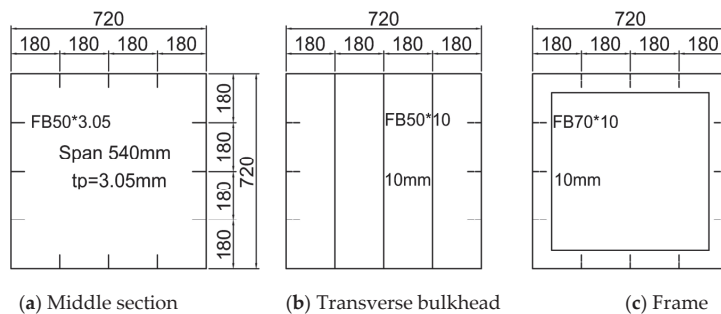 720
180 180 180 180
FB50*3.05
Span 540mm
tp=3.05mm
180
180
180
180
720
(a) Middle section
720
180 180 180 180
FB50*10
10mm
(b) Transverse bulkhead
720
180 180 180 180
FB70*10
10mm
(c) Frame